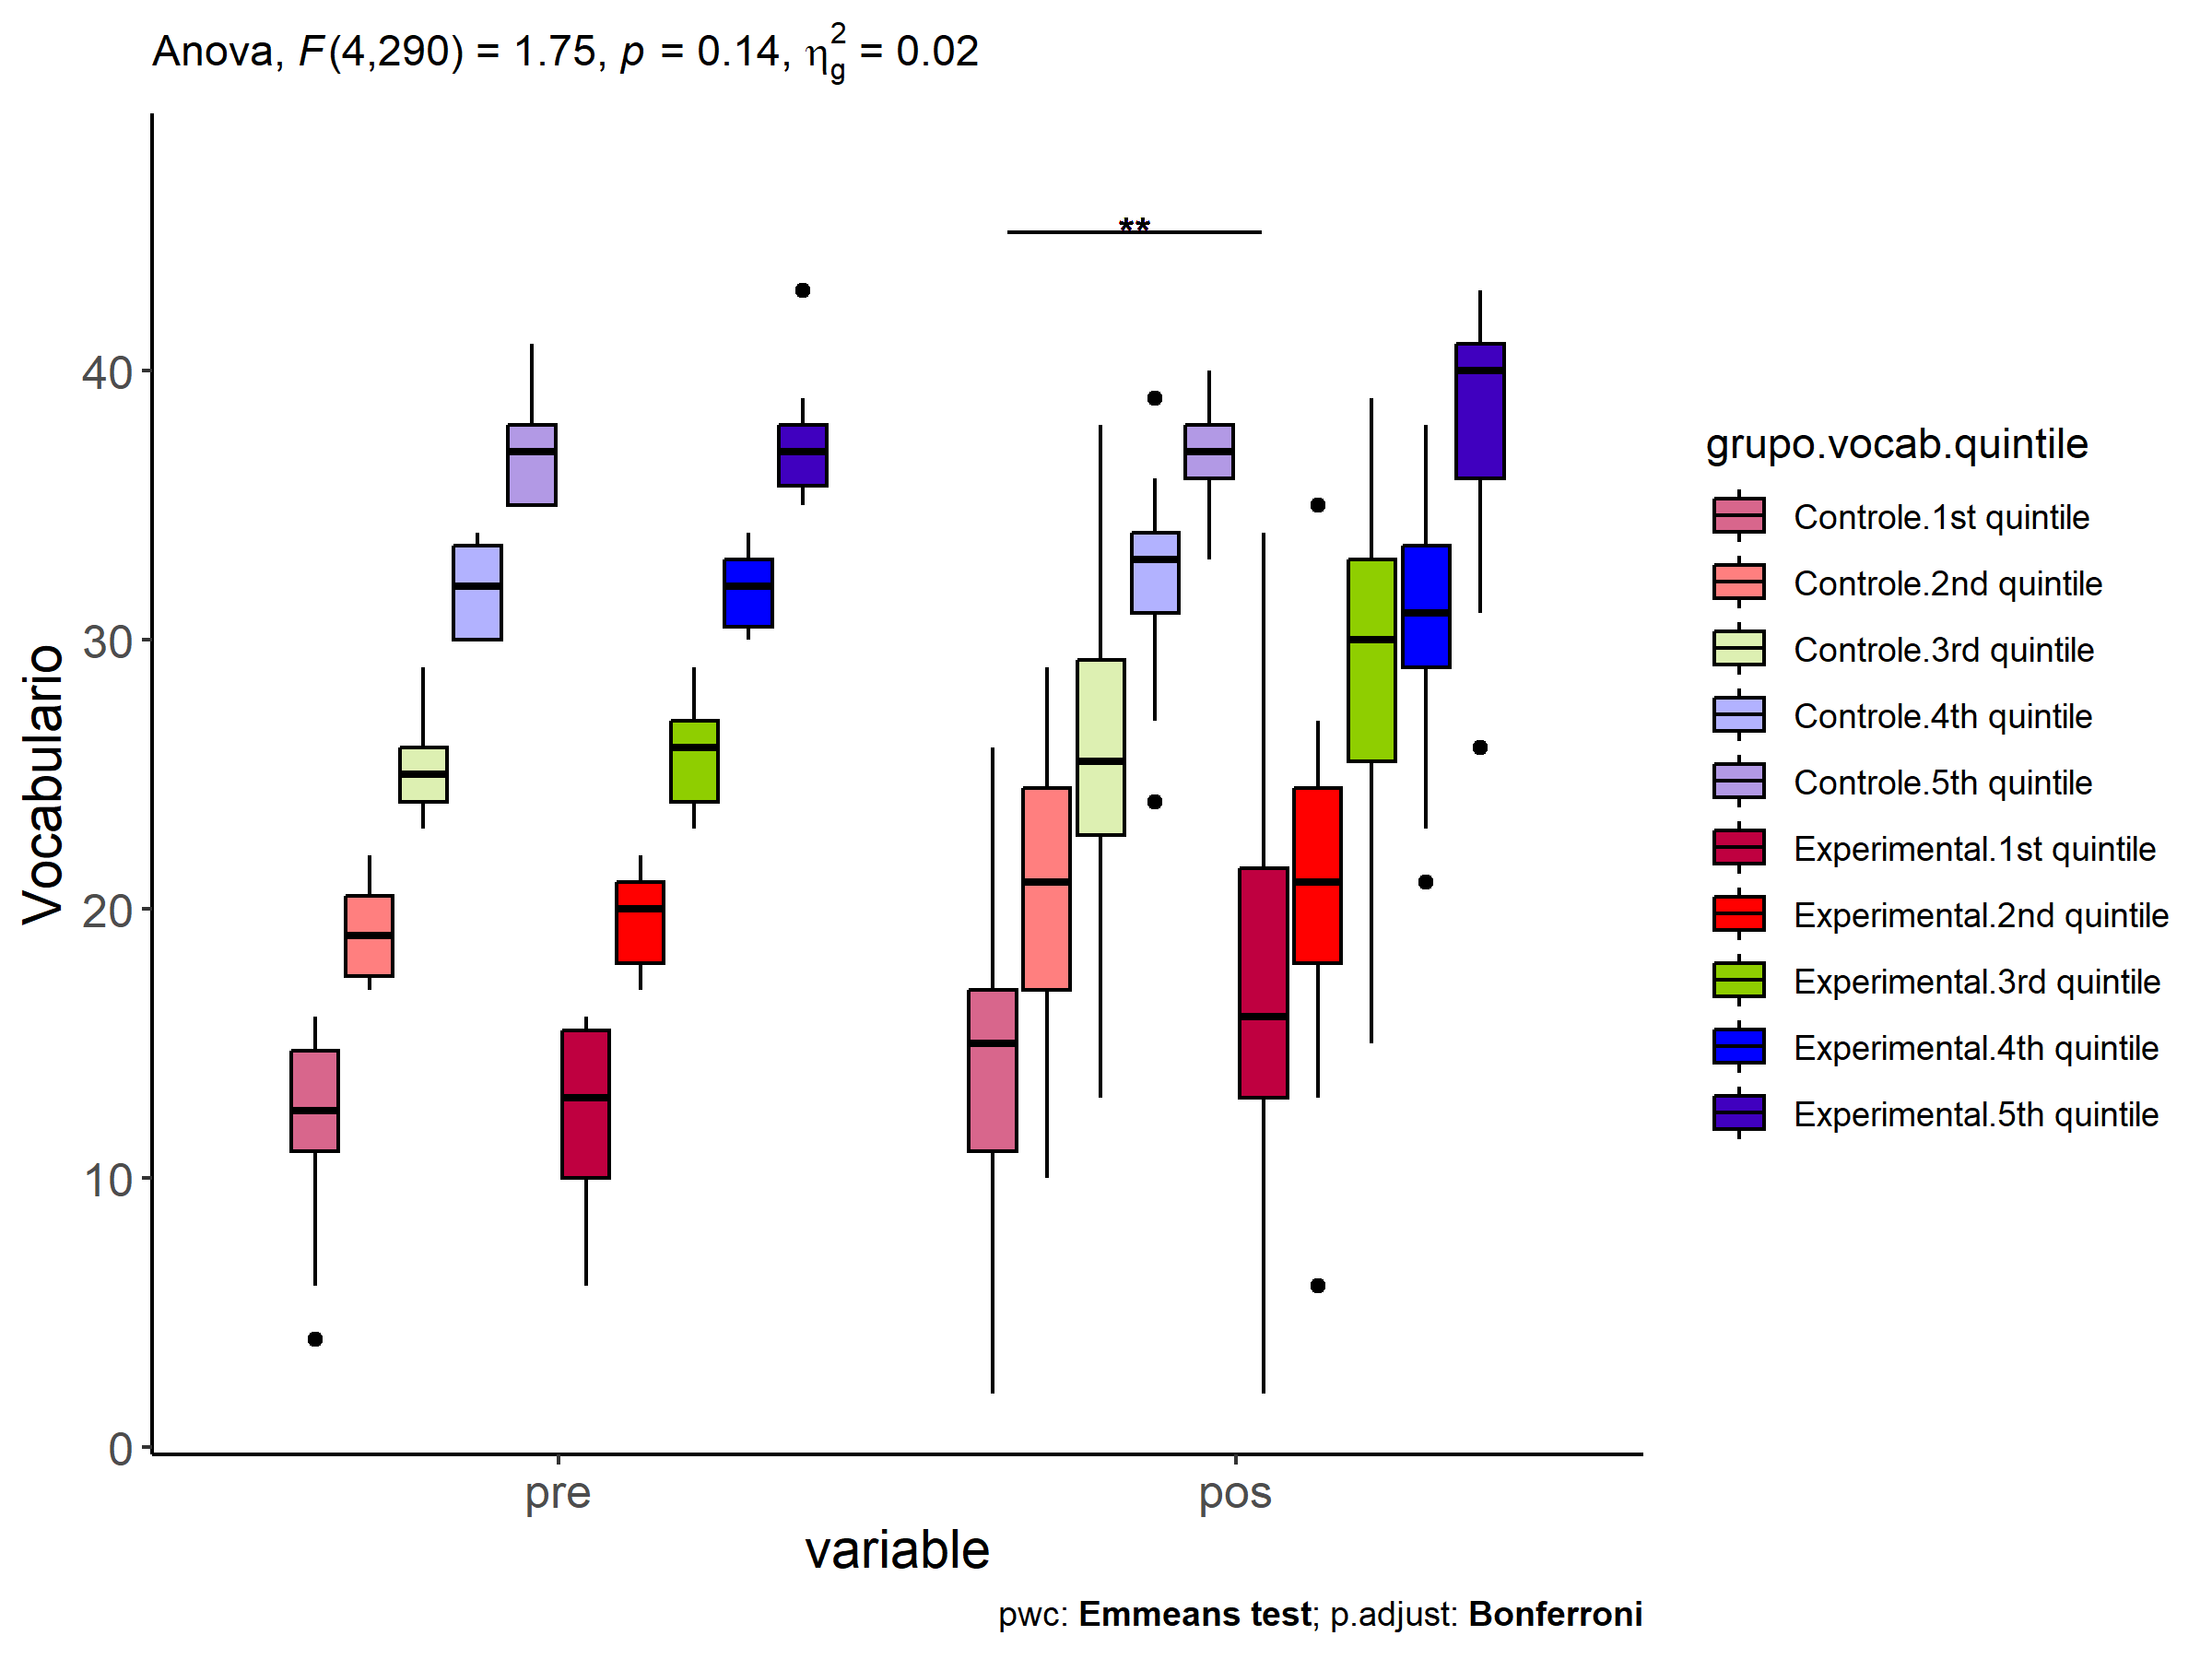 Anova, F(4,290) = 1.75, p = 0.14, η²g = 0.02
**
40
30
20
10
0
Vocabulario
pre
pos
variable
grupo.vocab.quintile
Controle.1st quintile
Controle.2nd quintile
Controle.3rd quintile
Controle.4th quintile
Controle.5th quintile
Experimental.1st quintile
Experimental.2nd quintile
Experimental.3rd quintile
Experimental.4th quintile
Experimental.5th quintile
pwc: Emmeans test; p.adjust: Bonferroni